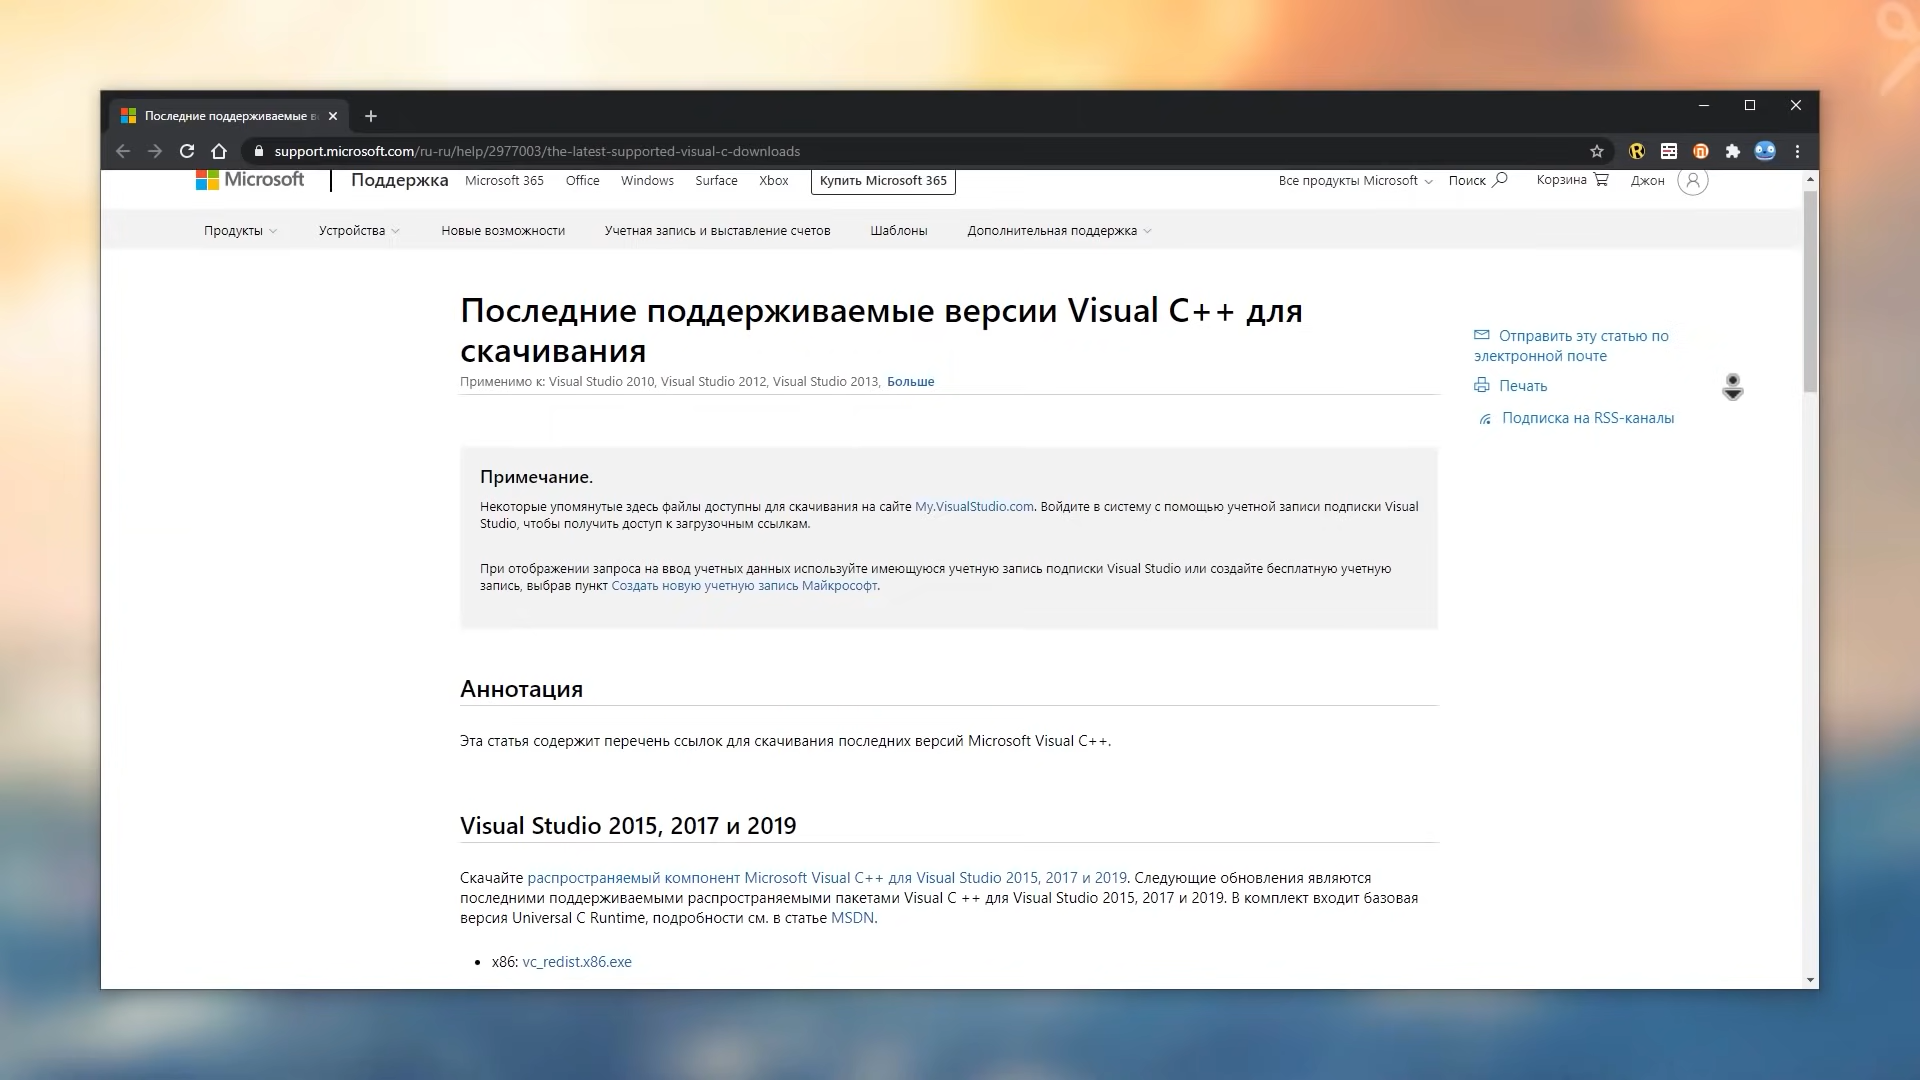 Последние поддерживаемые в
support.microsoft.com/ru-ru/help/2977003/the-latest-supported-visual-c-downloads
Microsoft Поддержка Microsoft 365 Office Windows Surface Xbox Купить Microsoft 365 Все продукты Microsoft Поиск Корзина Джон
Продукты Устройства Новые возможности Учетная запись и выставление счетов Шаблоны Дополнительная поддержка
Последние поддерживаемые версии Visual C++ для
скачивания
Применимо к: Visual Studio 2010, Visual Studio 2012, Visual Studio 2013, Больше
Отправить эту статью по
электронной почте
Печать
Подписка на RSS-каналы
Примечание.
Некоторые упомянутые здесь файлы доступны для скачивания на сайте My.VisualStudio.com. Войдите в систему с помощью учетной записи подписки Visual
Studio, чтобы получить доступ к загрузочным ссылкам.
При отображении запроса на ввод учетных данных используйте имеющуюся учетную запись подписки Visual Studio или создайте бесплатную учетную
запись, выбрав пункт Создать новую учетную запись Майкрософт.
Аннотация
Эта статья содержит перечень ссылок для скачивания последних версий Microsoft Visual C++.
Visual Studio 2015, 2017 и 2019
Скачайте распространяемый компонент Microsoft Visual C++ для Visual Studio 2015, 2017 и 2019. Следующие обновления являются
последними поддерживаемыми распространяемыми пакетами Visual C ++ для Visual Studio 2015, 2017 и 2019. В комплект входит базовая
версия Universal C Runtime, подробности см. в статье MSDN.
• x86: vc_redist.x86.exe